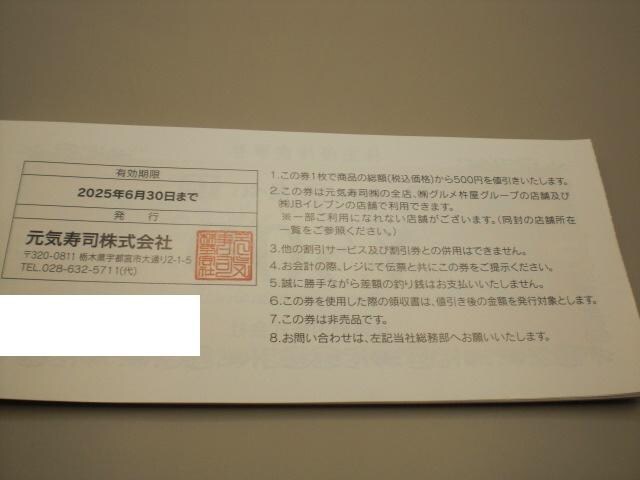 有効期限
2025年6月30日まで
発行
元気寿司株式会社
〒320-0811 栃木県宇都宮市大通り2-1-5
TEL.028-632-5711(代)
1.この券1枚で商品の総額(税込価格)から500円を値引きいたします。
2.この券は元気寿司㈱の全店、㈱グルメ杵屋グループの店舗及び
㈱JBイレブンの店舗で利用できます。
※一部ご利用になれない店舗がございます。(同封の店舗所在
一覧をご参照ください。)
3.他の割引サービス及び割引券との併用はできません。
4.お会計の際、レジにて伝票と共にこの券をご提示ください。
5.誠に勝手ながら差額の釣り銭はお支払いいたしません。
6.この券を使用した際の領収書は、値引き後の金額を発行対象とします。
7.この券は非売品です。
8.お問い合わせは、左記当社総務部へお願いいたします。